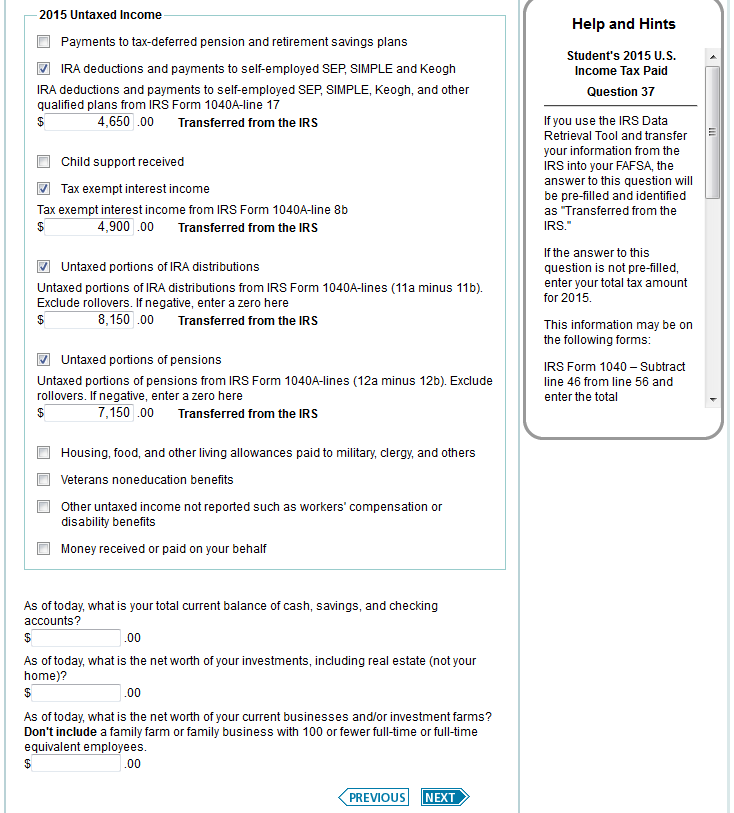 2015 Untaxed Income
Payments to tax-deferred pension and retirement savings plans
IRA deductions and payments to self-employed SEP, SIMPLE and Keogh
IRA deductions and payments to self-employed SEP, SIMPLE, Keogh, and other
qualified plans from IRS Form 1040A-line 17
$ 4,650 .00 Transferred from the IRS
Child support received
Tax exempt interest income
Tax exempt interest income from IRS Form 1040A-line 8b
$ 4,900 .00 Transferred from the IRS
Untaxed portions of IRA distributions
Untaxed portions of IRA distributions from IRS Form 1040A-lines (11a minus 11b).
Exclude rollovers. If negative, enter a zero here
$ 8,150 .00 Transferred from the IRS
Untaxed portions of pensions
Untaxed portions of pensions from IRS Form 1040A-lines (12a minus 12b). Exclude
rollovers. If negative, enter a zero here
$ 7,150 .00 Transferred from the IRS
Housing, food, and other living allowances paid to military, clergy, and others
Veterans noneducation benefits
Other untaxed income not reported such as workers' compensation or
disability benefits
Money received or paid on your behalf
As of today, what is your total current balance of cash, savings, and checking
accounts?
$ .00
As of today, what is the net worth of your investments, including real estate (not your
home)?
$ .00
As of today, what is the net worth of your current businesses and/or investment farms?
Don't include a family farm or family business with 100 or fewer full-time or full-time
equivalent employees.
$ .00
PREVIOUS NEXT
Help and Hints
Student's 2015 U.S.
Income Tax Paid
Question 37
If you use the IRS Data
Retrieval Tool and transfer
your information from the
IRS into your FAFSA, the
answer to this question will
be pre-filled and identified
as "Transferred from the
IRS."
If the answer to this
question is not pre-filled,
enter your total tax amount
for 2015.
This information may be on
the following forms:
IRS Form 1040 – Subtract
line 46 from line 56 and
enter the total